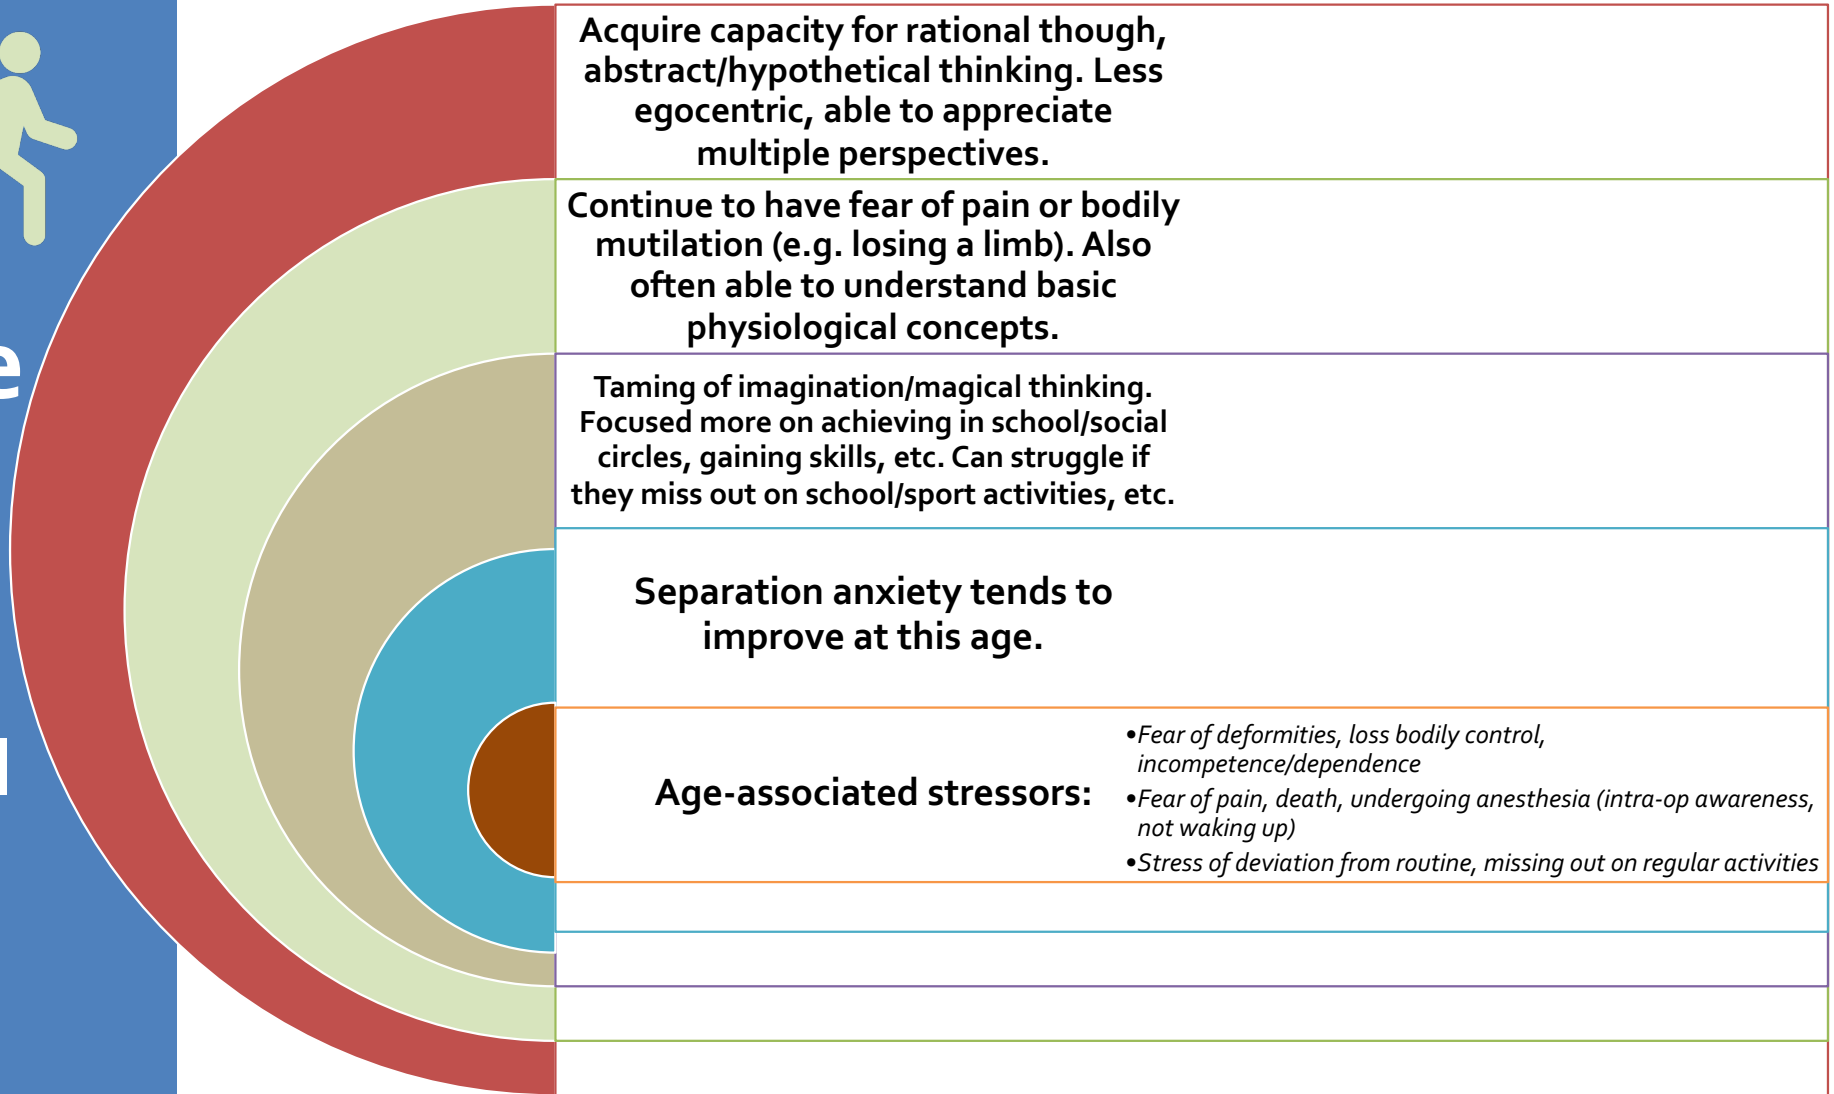 Acquire capacity for rational though,
abstract/hypothetical thinking. Less
egocentric, able to appreciate
multiple perspectives.
Continue to have fear of pain or bodily
mutilation (e.g. losing a limb). Also
often able to understand basic
physiological concepts.
Taming of imagination/magical thinking.
Focused more on achieving in school/social
circles, gaining skills, etc. Can struggle if
they miss out on school/sport activities, etc.
Separation anxiety tends to
improve at this age.
Age-associated stressors:
•Fear of deformities, loss bodily control,
incompetence/dependence
•Fear of pain, death, undergoing anesthesia (intra-op awareness,
not waking up)
•Stress of deviation from routine, missing out on regular activities